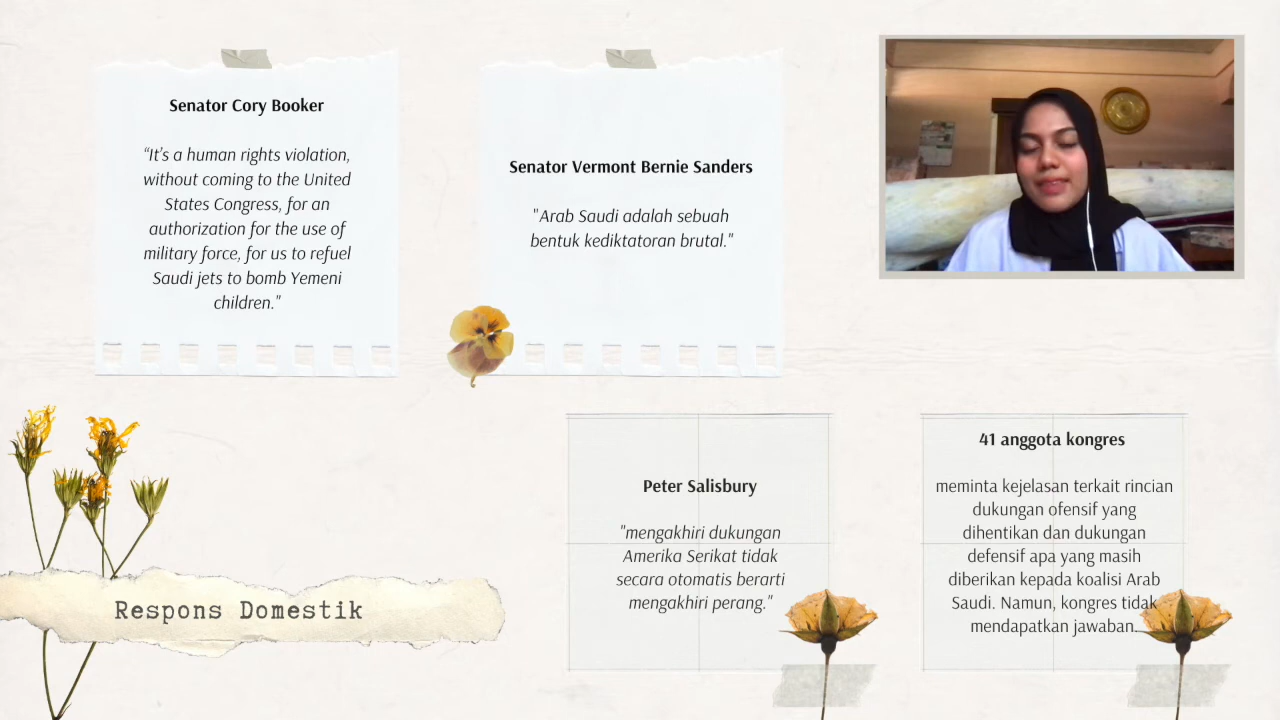 Senator Cory Booker
“It’s a human rights violation,
without coming to the United
States Congress, for an
authorization for the use of
military force, for us to refuel
Saudi jets to bomb Yemeni
children."
Senator Vermont Bernie Sanders
"Arab Saudi adalah sebuah
bentuk kediktatoran brutal."
Respons Domestik
Peter Salisbury
"mengakhiri dukungan
Amerika Serikat tidak
secara otomatis berarti
mengakhiri perang."
41 anggota kongres
meminta kejelasan terkait rincian
dukungan ofensif yang
dihentikan dan dukungan
defensif apa yang masih
diberikan kepada koalisi Arab
Saudi. Namun, kongres tidak
mendapatkan jawaban.